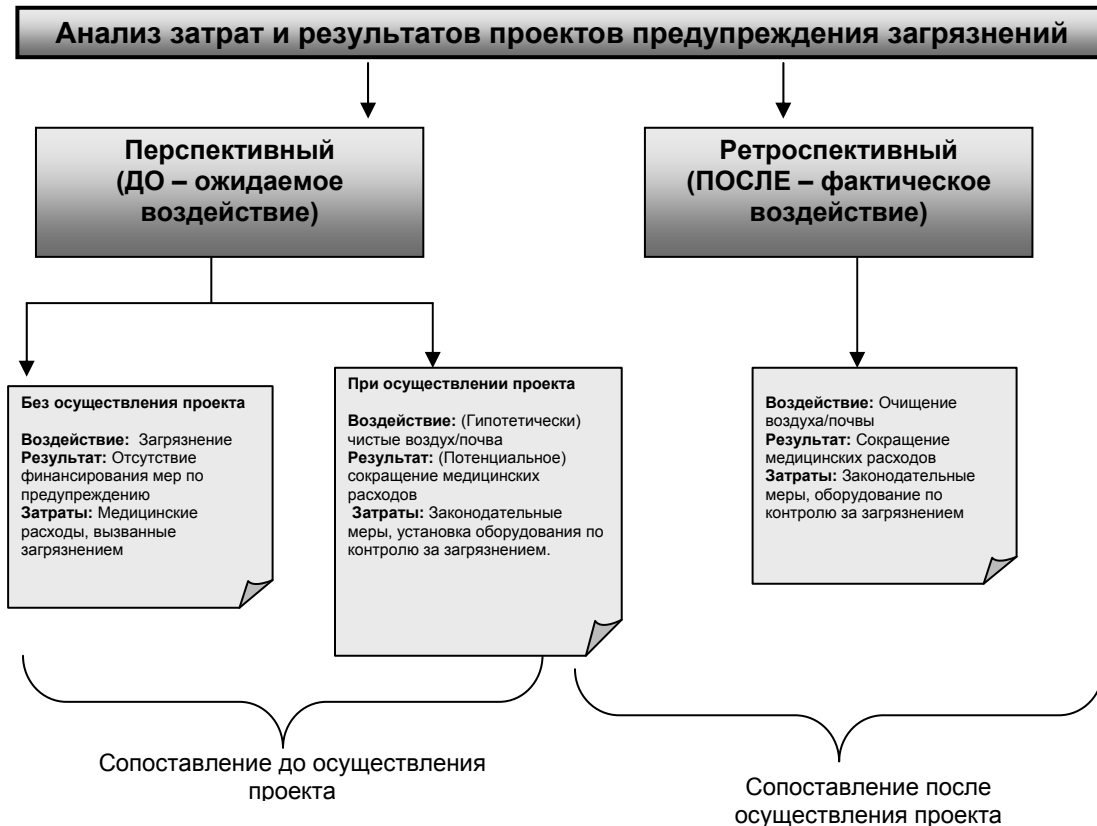 Анализ затрат и результатов проектов предупреждения загрязнений
Перспективный
(ДО – ожидаемое
воздействие)
Ретроспективный
(ПОСЛЕ – фактическое
воздействие)
Без осуществления проекта
Воздействие: Загрязнение
Результат: Отсутствие
финансирования мер по
предупреждению
Затраты: Медицинские
расходы, вызванные
загрязнением
При осуществлении проекта
Воздействие: (Гипотетически)
чистые воздух/почва
Результат: (Потенциальное)
сокращение медицинских
расходов
Затраты: Законодательные
меры, установка оборудования по
контролю за загрязнением.
Воздействие: Очищение
воздуха/почвы
Результат: Сокращение
медицинских расходов
Затраты: Законодательные
меры, оборудование по
контролю за загрязнением
Сопоставление до осуществления
проекта
Сопоставление после
осуществления проекта